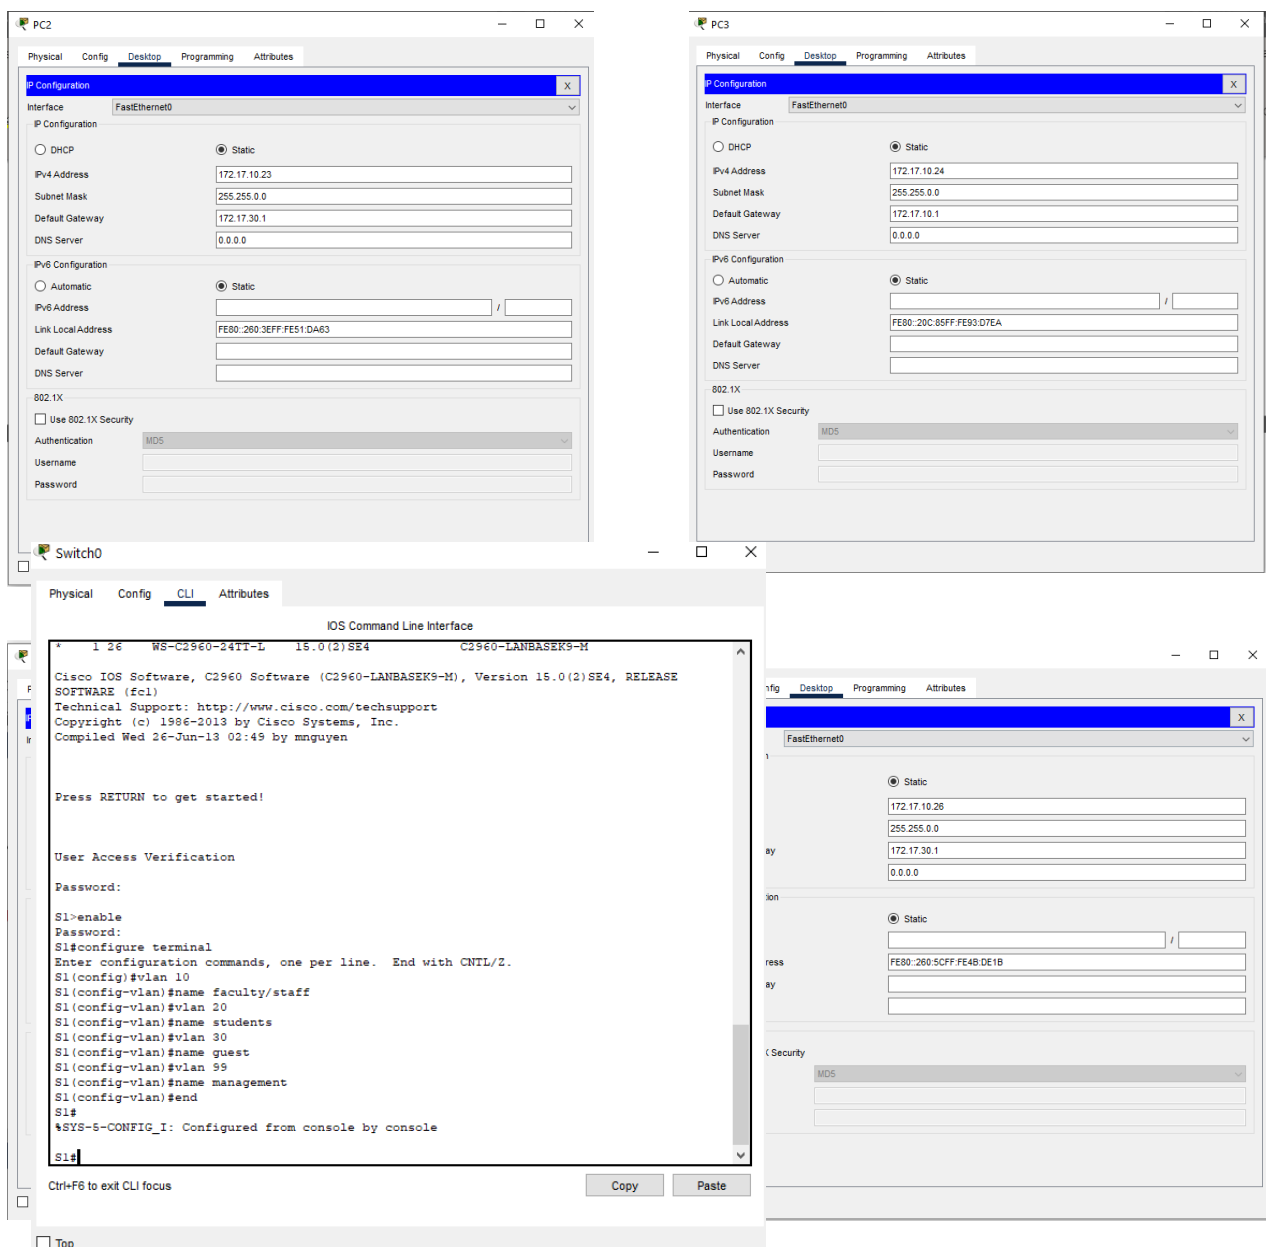 PC2
Physical Config Desktop Programming Attributes
IP Configuration X
Interface FastEthernet0
IP Configuration
DHCP Static
IPv4 Address 172.17.10.23
Subnet Mask 255.255.0.0
Default Gateway 172.17.30.1
DNS Server 0.0.0.0
IPv6 Configuration
Automatic Static
IPv6 Address /
Link Local Address FE80::260:3EFF:FE51:DA63
Default Gateway
DNS Server
802.1X
Use 802.1X Security
Authentication MD5
Username
Password
PC3
Physical Config Desktop Programming Attributes
IP Configuration X
Interface FastEthernet0
IP Configuration
DHCP Static
IPv4 Address 172.17.10.24
Subnet Mask 255.255.0.0
Default Gateway 172.17.10.1
DNS Server 0.0.0.0
IPv6 Configuration
Automatic Static
IPv6 Address /
Link Local Address FE80::20C:85FF:FE93:D7EA
Default Gateway
DNS Server
802.1X
Use 802.1X Security
Authentication MD5
Username
Password
Switch0
Physical Config CLI Attributes
IOS Command Line Interface
* 1 26 WS-C2960-24TT-L 15.0(2)SE4 C2960-LANBASEK9-M
Cisco IOS Software, C2960 Software (C2960-LANBASEK9-M), Version 15.0(2)SE4, RELEASE
SOFTWARE (fc1)
Technical Support: http://www.cisco.com/techsupport
Copyright (c) 1986-2013 by Cisco Systems, Inc.
Compiled Wed 26-Jun-13 02:49 by mnguyen
Press RETURN to get started!
User Access Verification
Password:
S1>enable
Password:
S1#configure terminal
Enter configuration commands, one per line. End with CNTL/Z.
S1(config)#vlan 10
S1(config-vlan)#name faculty/staff
S1(config-vlan)#vlan 20
S1(config-vlan)#name students
S1(config-vlan)#vlan 30
S1(config-vlan)#name guest
S1(config-vlan)#vlan 99
S1(config-vlan)#name management
S1(config-vlan)#end
S1#
%SYS-5-CONFIG_I: Configured from console by console
S1#
Ctrl+F6 to exit CLI focus Copy Paste
Top
nfig Desktop Programming Attributes
X
FastEthernet0
Static
172.17.10.26
255.255.0.0
ay 172.17.30.1
0.0.0.0
ion
Static
/
ress FE80::260:5CFF:FE4B:DE1B
ay
X Security
MD5